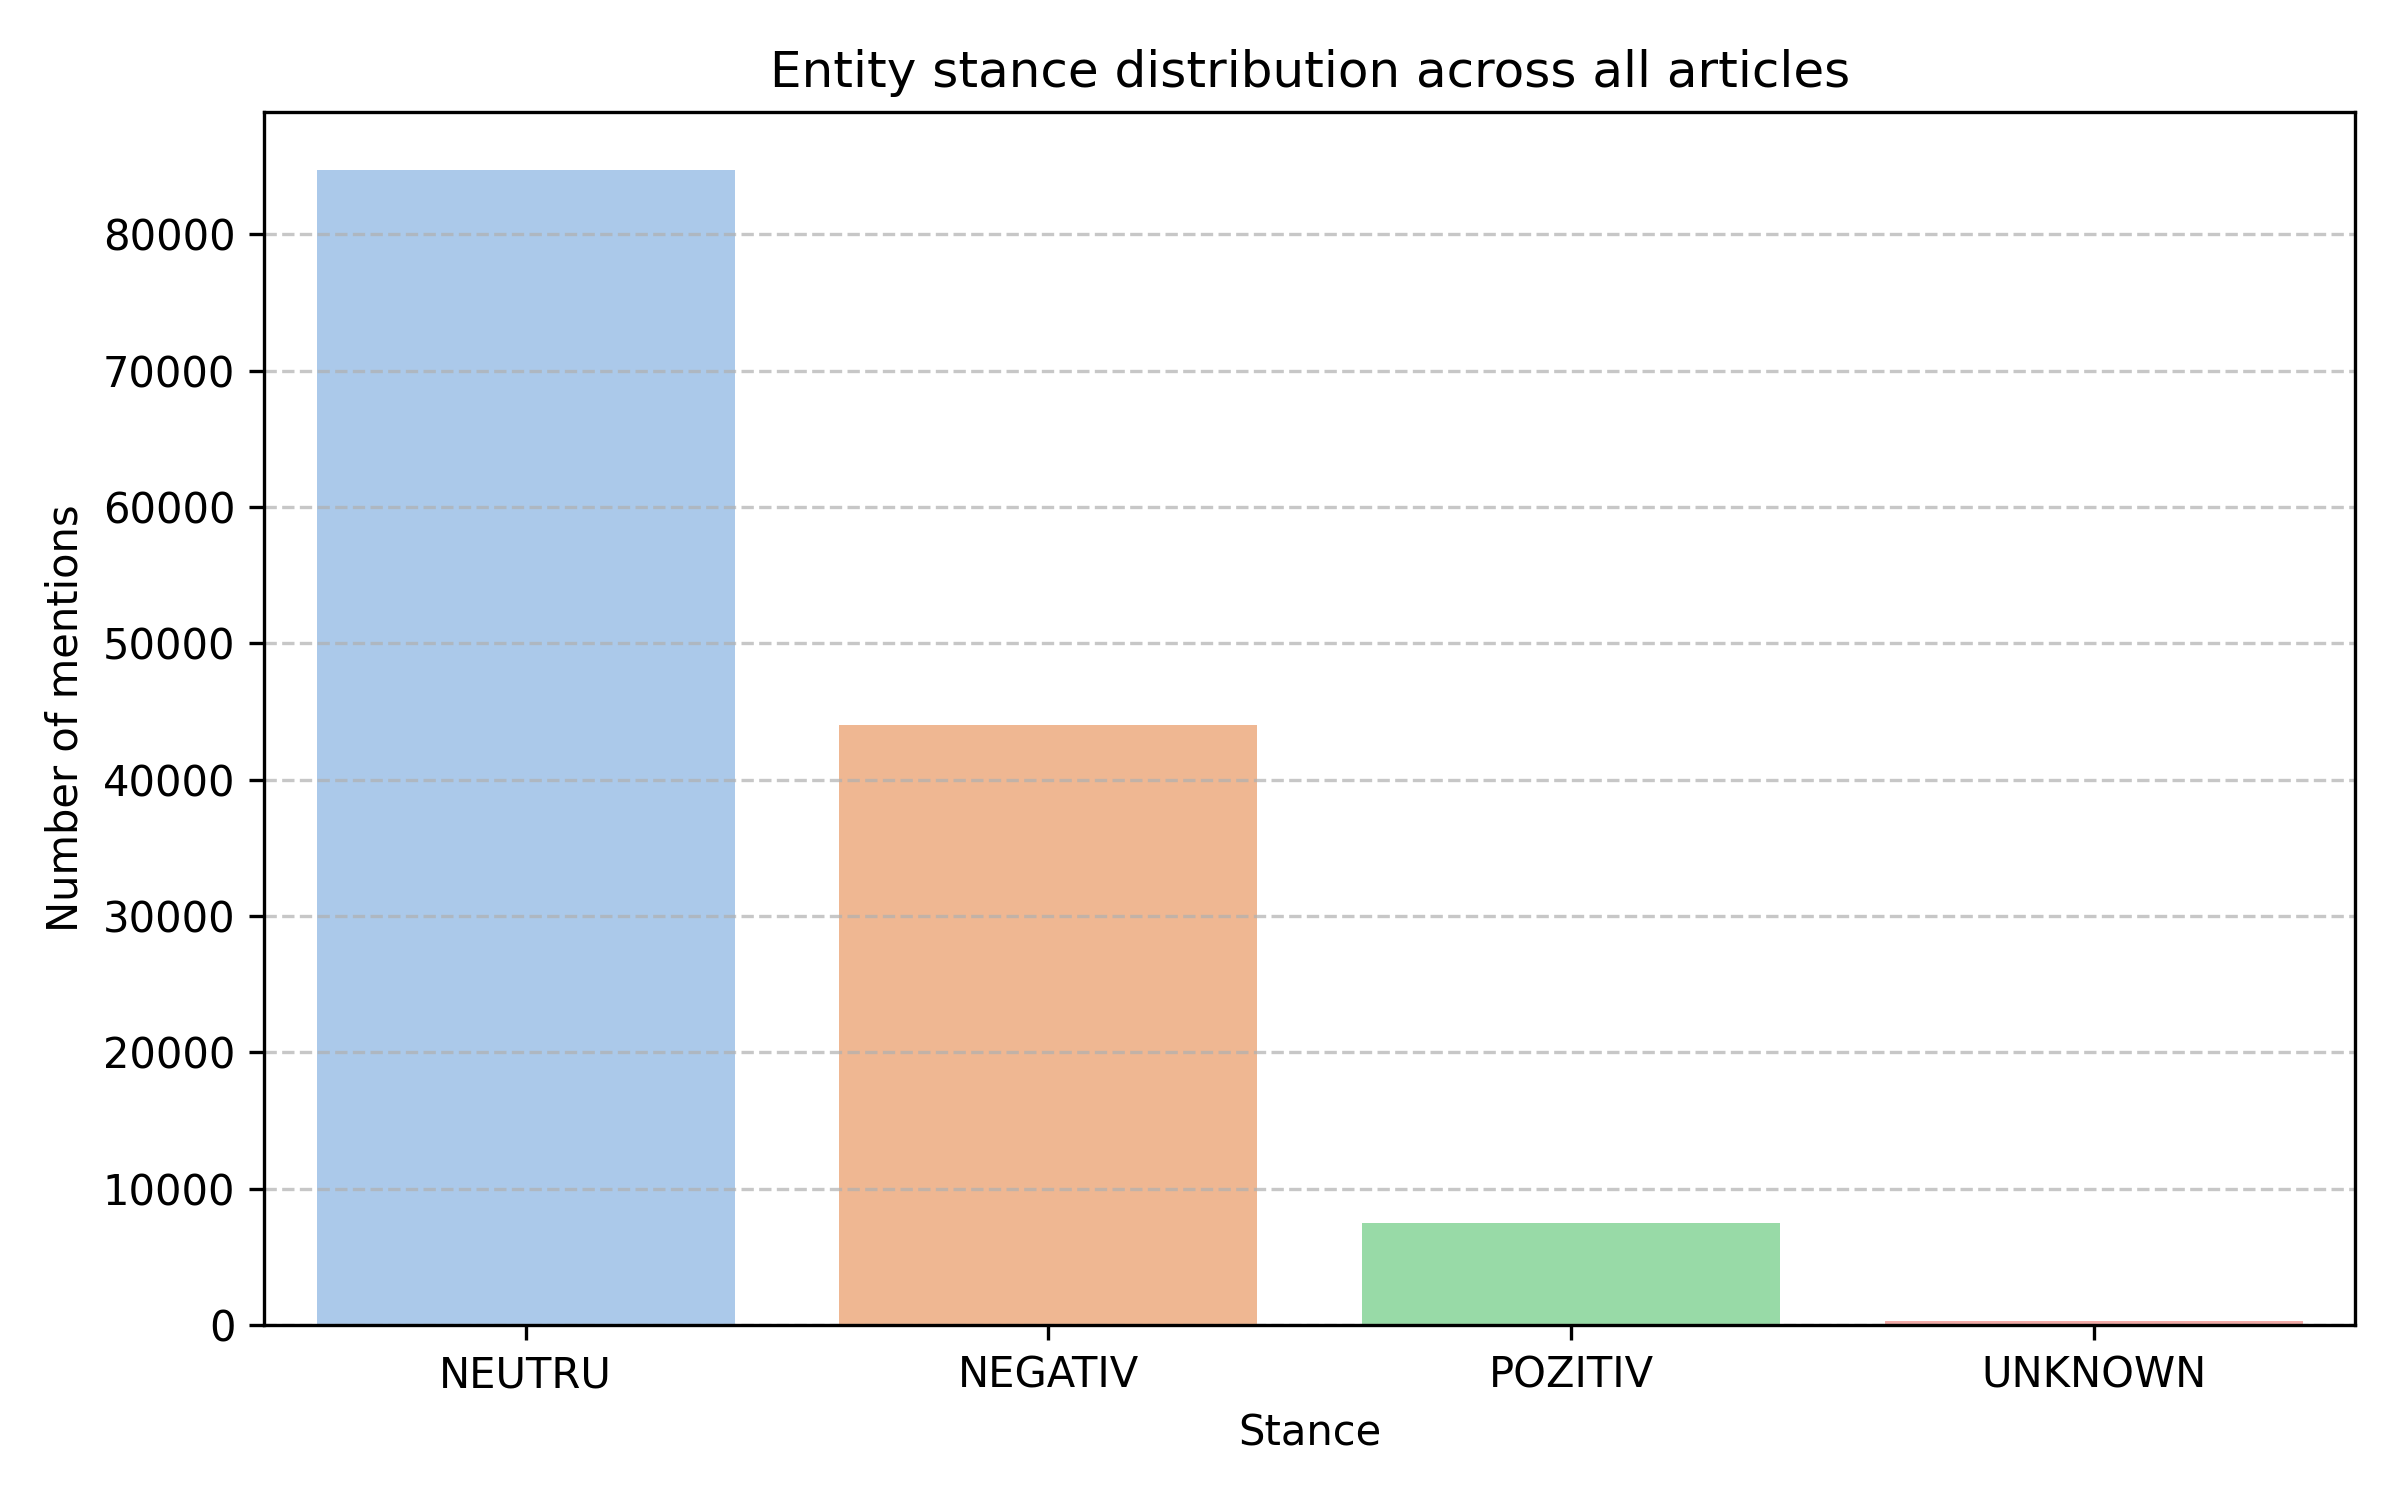 Entity stance distribution across all articles
Number of mentions
80000
70000
60000
50000
40000
30000
20000
10000
0
NEUTRU NEGATIV POZITIV UNKNOWN
Stance